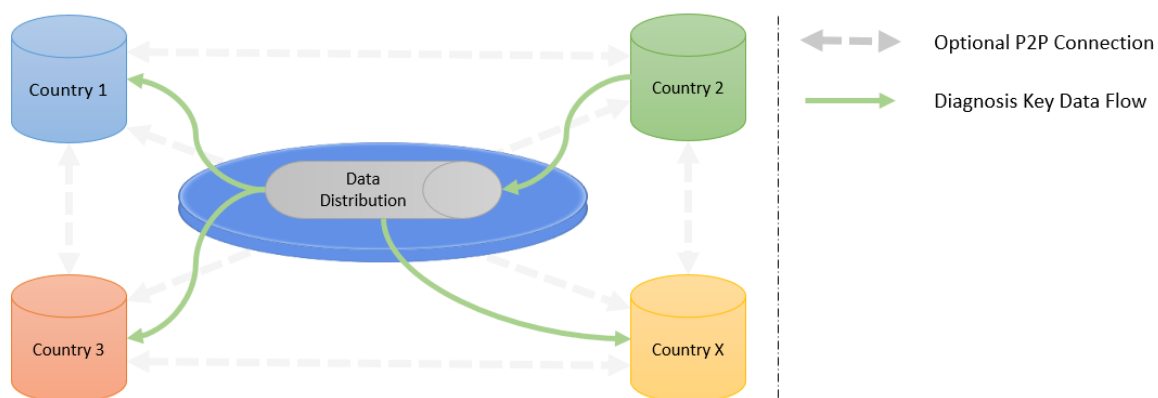 Country 1
Country 2
Data
Distribution
Country 3
Country X
Optional P2P Connection
Diagnosis Key Data Flow